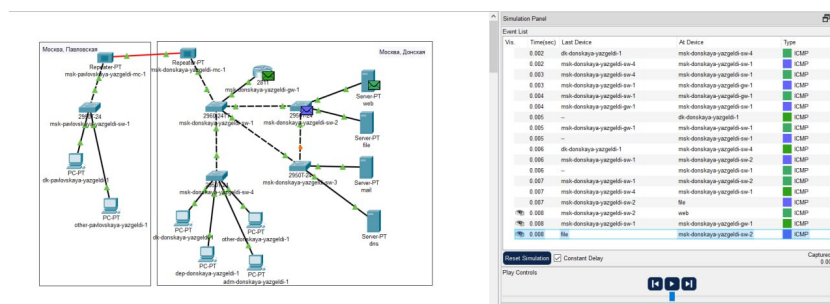 Москва, Павловская
Москва, Донская
Repeater-PT
msk-pavlovskaya-yazgeldi-mc-1
Repeater-PT
msk-donskaya-yazgeldi-mc-1
2811
msk-donskaya-yazgeldi-gw-1
Server-PT
web
2950T-24
msk-pavlovskaya-yazgeldi-sw-1
2960-24TT
msk-donskaya-yazgeldi-sw-1
msk-donskaya-yazgeldi-sw-2
Server-PT
file
PC-PT
dk-pavlovskaya-yazgeldi-1
PC-PT
other-pavlovskaya-yazgeldi-1
2950T-24
msk-donskaya-yazgeldi-sw-4
2950T-24
msk-donskaya-yazgeldi-sw-3
Server-PT
mail
PC-PT
dk-donskaya-yazgeldi-1
PC-PT
other-donskaya-yazgeldi-1
PC-PT
dep-donskaya-yazgeldi-1
PC-PT
adm-donskaya-yazgeldi-1
Server-PT
dns
Simulation Panel
Event List
Vis. Time(sec) Last Device At Device Type
0.002 dk-donskaya-yazgeldi-1 msk-donskaya-yazgeldi-sw-4 ICMP
0.002 msk-donskaya-yazgeldi-sw-4 msk-donskaya-yazgeldi-sw-1 ICMP
0.003 msk-donskaya-yazgeldi-sw-4 msk-donskaya-yazgeldi-sw-1 ICMP
0.003 msk-donskaya-yazgeldi-sw-1 msk-donskaya-yazgeldi-gw-1 ICMP
0.004 msk-donskaya-yazgeldi-gw-1 msk-donskaya-yazgeldi-sw-1 ICMP
0.004 msk-donskaya-yazgeldi-sw-1 msk-donskaya-yazgeldi-gw-1 ICMP
0.005 -- dk-donskaya-yazgeldi-1 ICMP
0.005 msk-donskaya-yazgeldi-gw-1 msk-donskaya-yazgeldi-sw-1 ICMP
0.005 -- msk-donskaya-yazgeldi-sw-1 ICMP
0.006 dk-donskaya-yazgeldi-1 msk-donskaya-yazgeldi-sw-4 ICMP
0.006 msk-donskaya-yazgeldi-sw-1 msk-donskaya-yazgeldi-sw-2 ICMP
0.006 -- msk-donskaya-yazgeldi-sw-1 ICMP
0.007 msk-donskaya-yazgeldi-sw-1 msk-donskaya-yazgeldi-sw-2 ICMP
0.007 msk-donskaya-yazgeldi-sw-4 msk-donskaya-yazgeldi-sw-1 ICMP
0.007 msk-donskaya-yazgeldi-sw-2 file ICMP
0.008 msk-donskaya-yazgeldi-sw-2 web ICMP
0.008 msk-donskaya-yazgeldi-sw-1 msk-donskaya-yazgeldi-gw-1 ICMP
0.008 file msk-donskaya-yazgeldi-sw-2 ICMP
Reset Simulation Constant Delay Captured
Play Controls